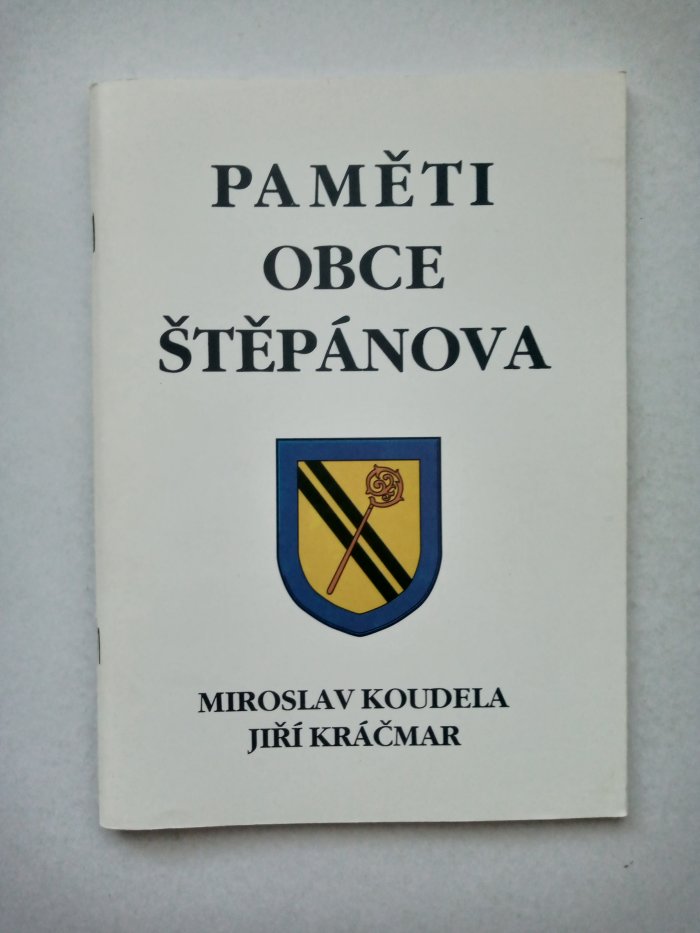 PAMĚTI
OBCE
ŠTĚPÁNOVA
MIROSLAV KOUDELA
JIŘÍ KRÁČMAR